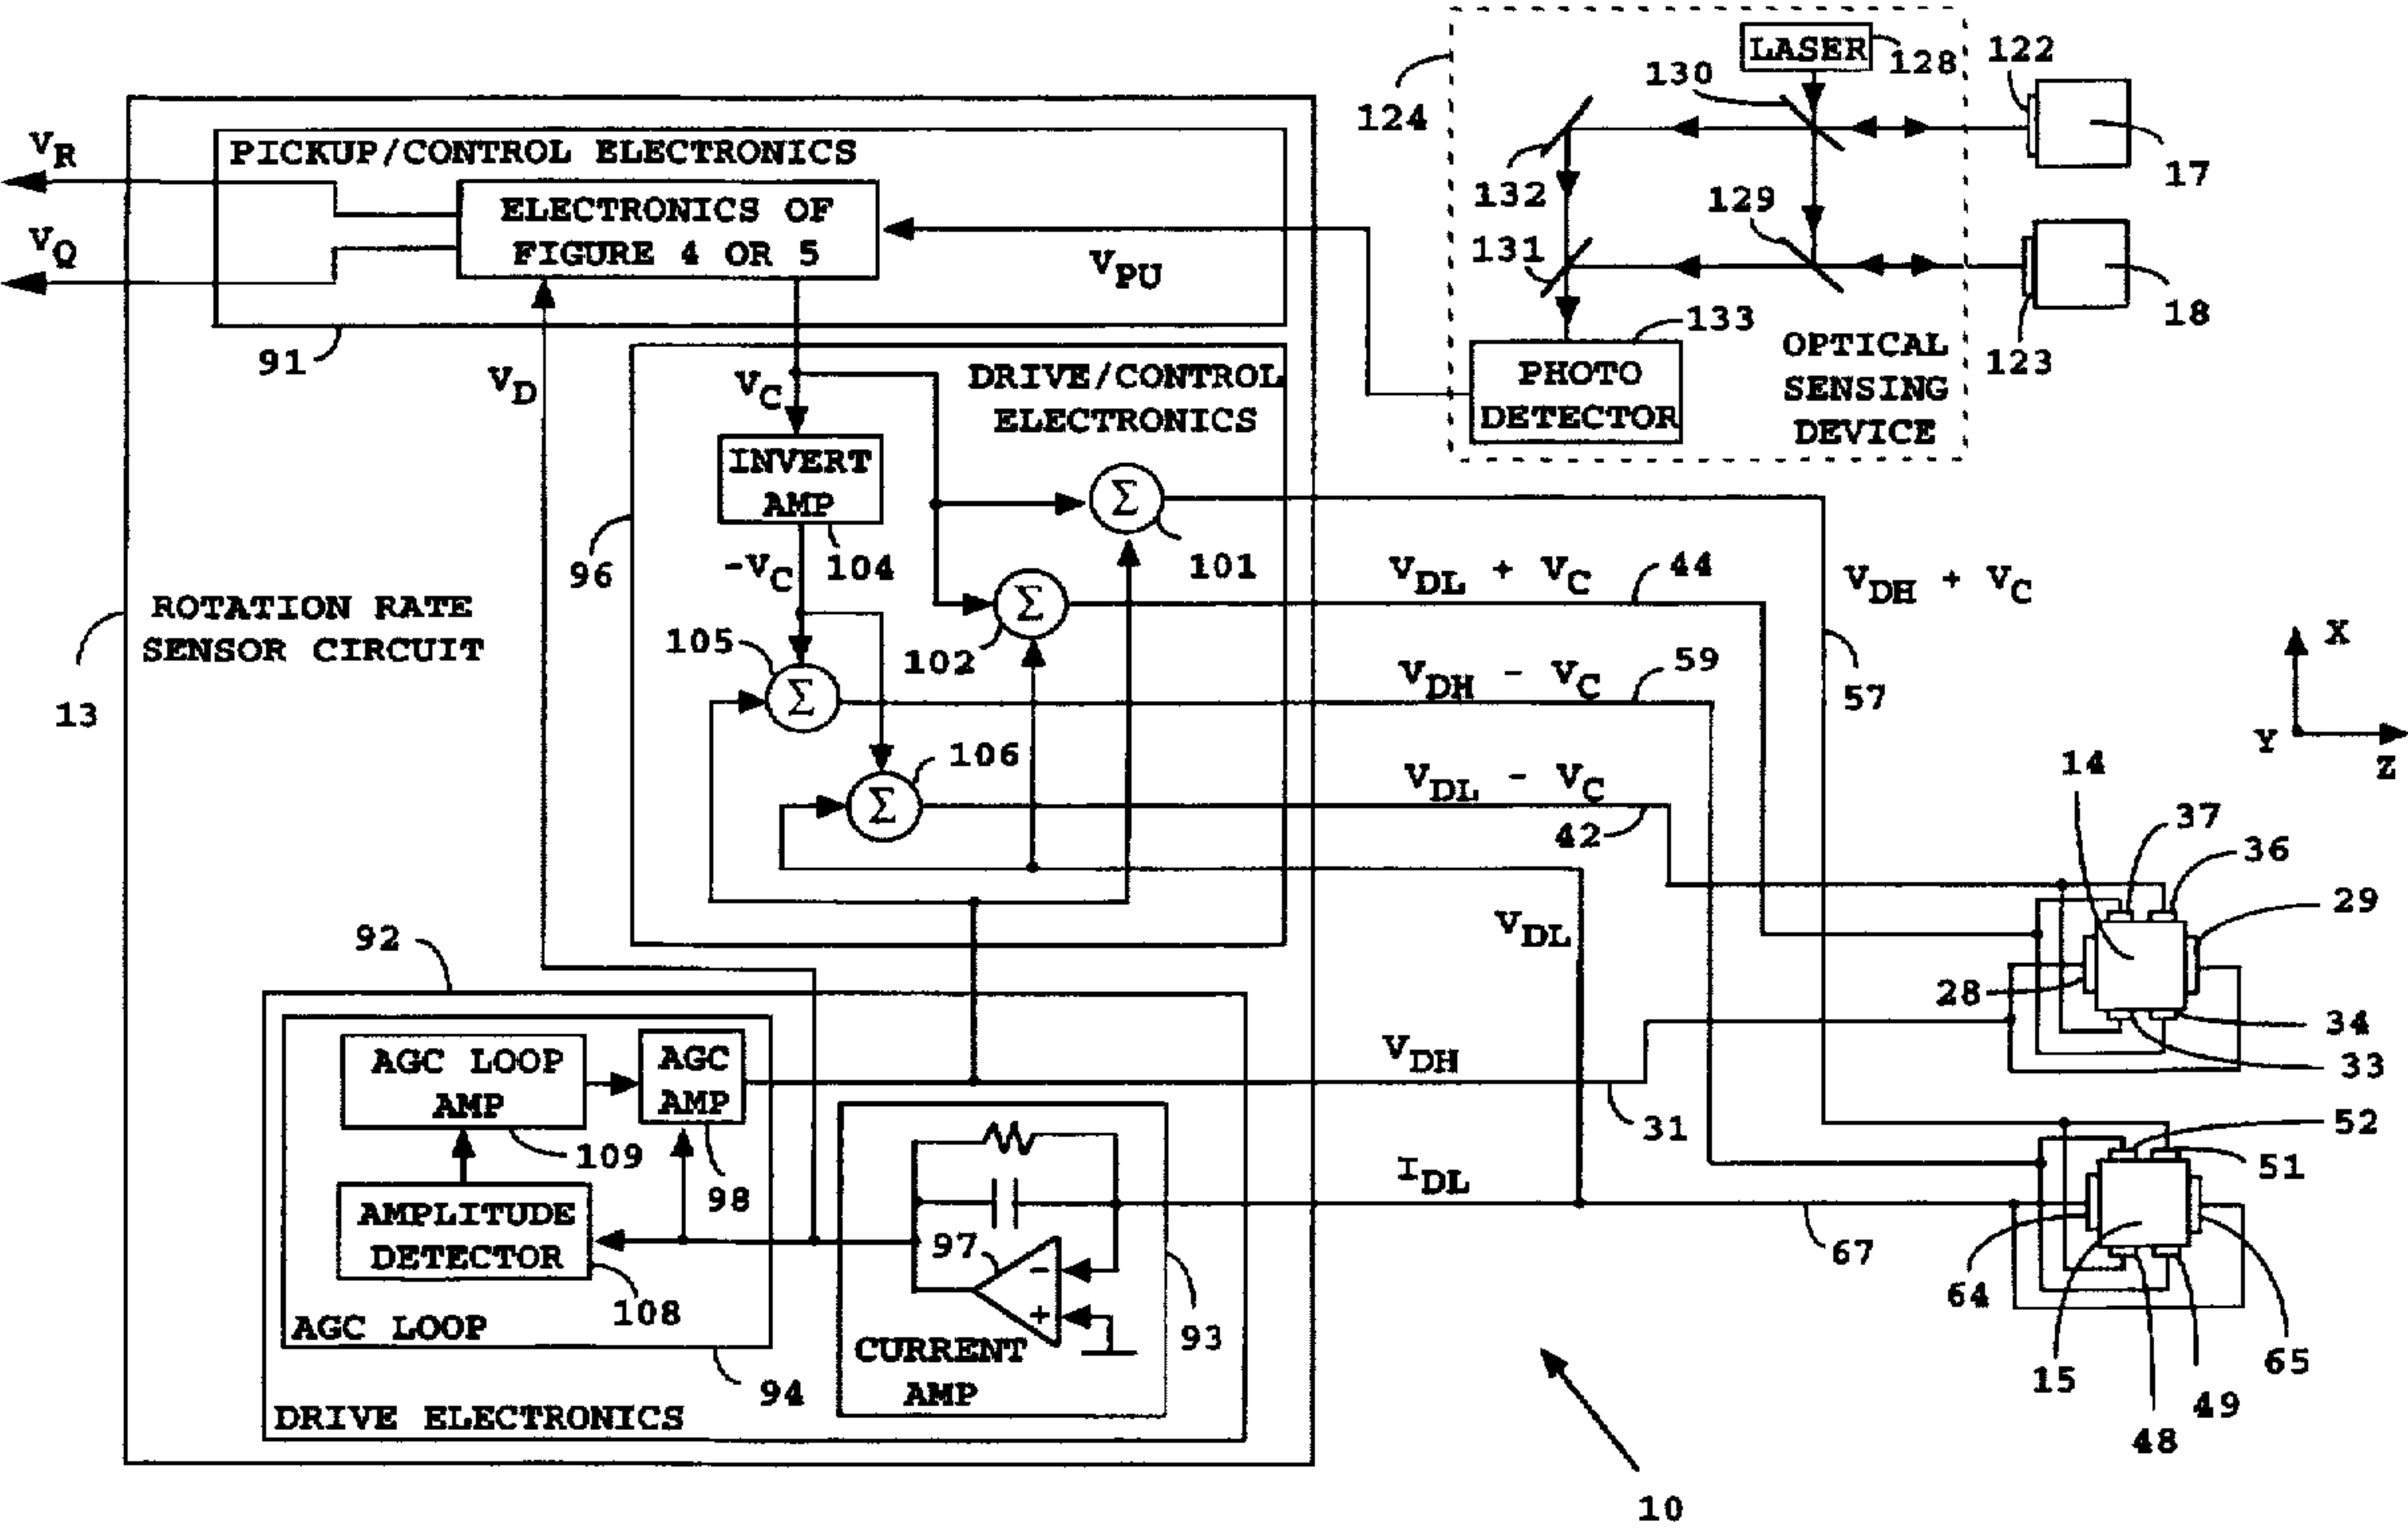 LASER
128
122
130
124
17
V_R
PICKUP/CONTROL ELECTRONICS
132
129
ELECTRONICS OF
FIGURE 4 OR 5
V_Q
131
V_PU
18
133
OPTICAL
SENSING
DEVICE
123
91
V_D
V_C
DRIVE/CONTROL
ELECTRONICS
PHOTO
DETECTOR
INVERT
AMP
Σ
101
96
-V_C
104
V_DL + V_C
44
V_DH + V_C
ROTATION RATE
SENSOR CIRCUIT
Σ
105
102
X
V_DH - V_C
59
57
13
Σ
Y
Z
106
14
V_DL - V_C
Σ
42
37
36
29
V_DL
92
28
34
33
AGC LOOP
AMP
AGC
AMP
V_DH
31
109
98
52
51
I_DL
AMPLITUDE
DETECTOR
97
-
67
64
108
+
93
AGC LOOP
CURRENT
AMP
65
15
94
49
DRIVE ELECTRONICS
48
10